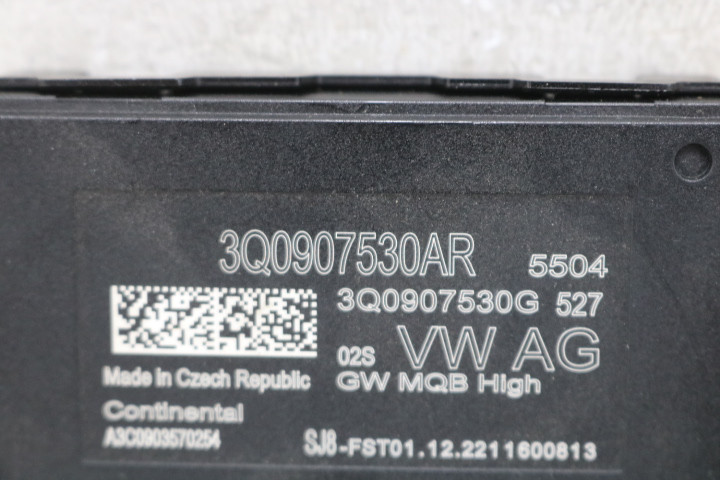 3Q0907530AR 5504
3Q0907530G 527
02S VW AG
Made in Czech Republic GW MQB High
Continental
A3C0903570254 SJ8-FST01.12.2211600813